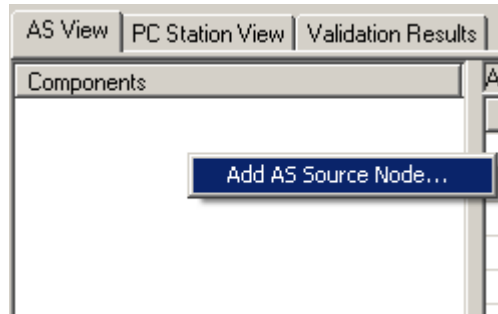 AS View PC Station View Validation Results
Components A
Add AS Source Node...